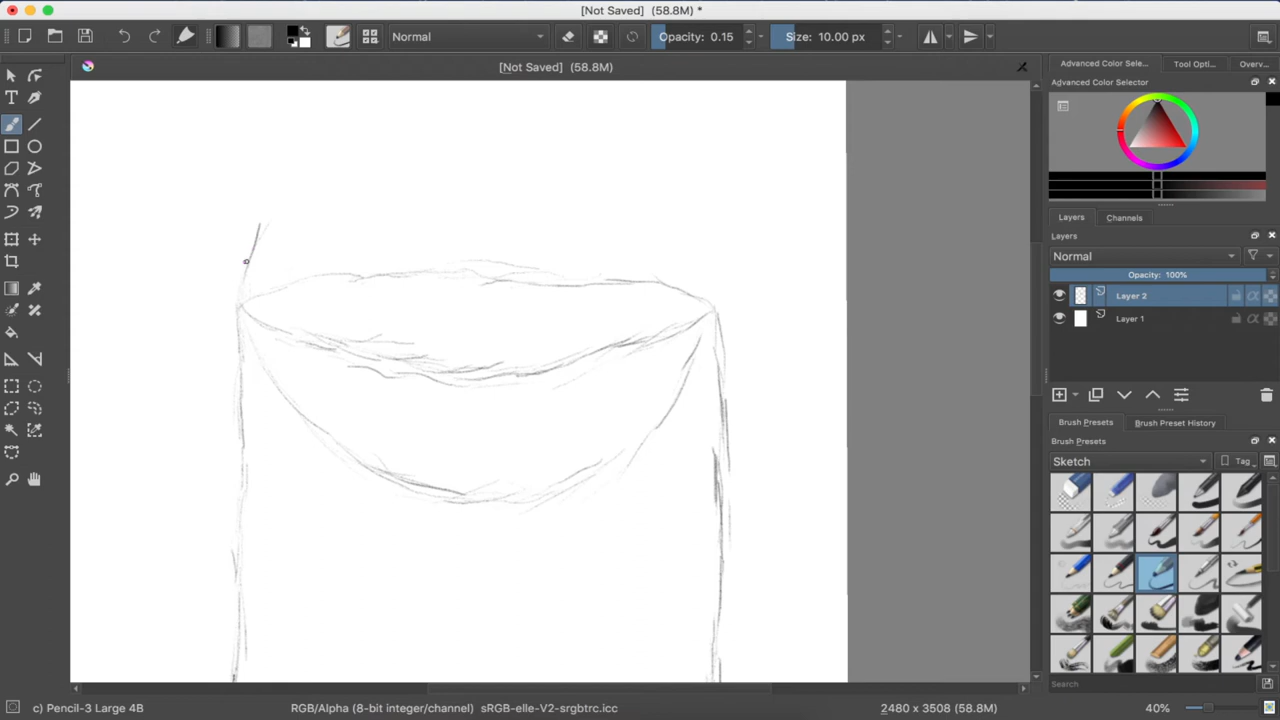 [Not Saved] (58.8M) *
Normal
Opacity: 0.15
Size: 10.00 px
[Not Saved] (58.8M)
Advanced Color Sele...
Tool Opti...
Overv...
Advanced Color Selector
Layers
Channels
Layers
Normal
Opacity: 100%
Layer 2
Layer 1
Brush Presets
Brush Preset History
Brush Presets
Sketch
Tag
Search
c) Pencil-3 Large 4B
RGB/Alpha (8-bit integer/channel) sRGB-elle-V2-srgbtrc.icc
2480 x 3508 (58.8M)
40%